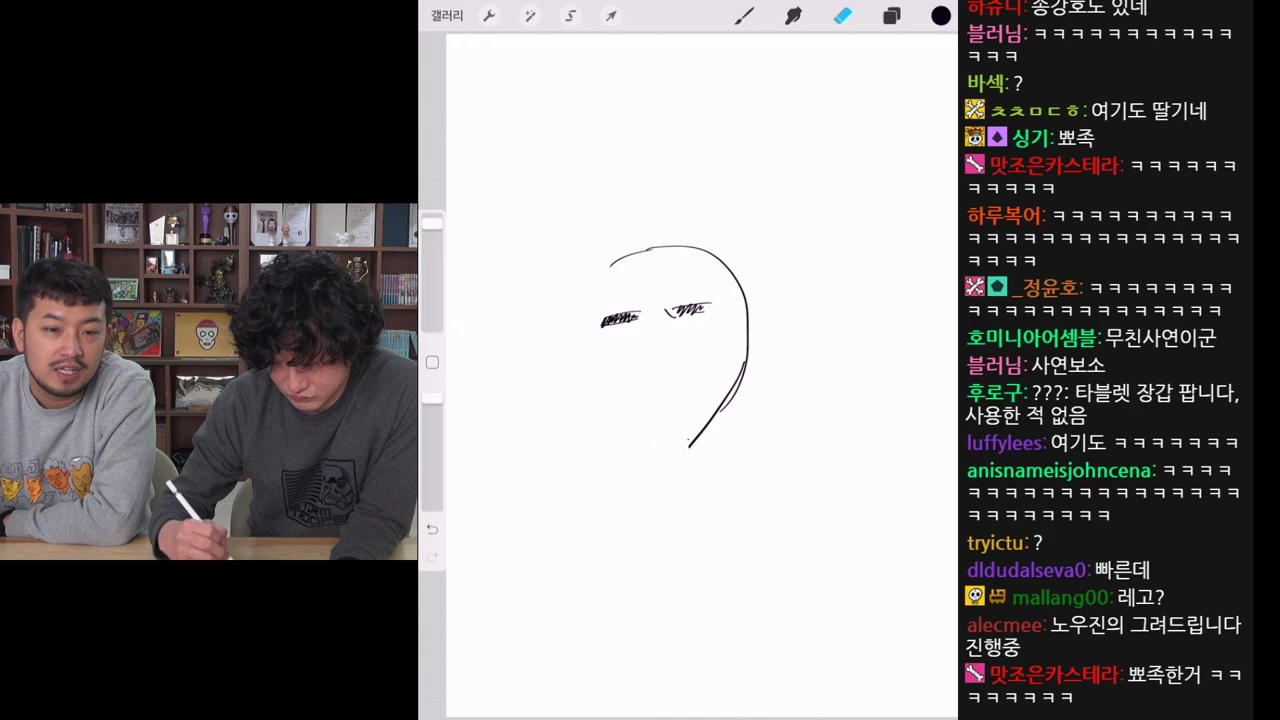 갤러리
하쥬니: 송강호도 있네
블러님: ㅋㅋㅋㅋㅋㅋㅋㅋㅋㅋㅋ
ㅋㅋㅋ
바섹: ?
ㅊㅊㅁㄷㅎ: 여기도 딸기네
싱기: 뾰족
맛조은카스테라: ㅋㅋㅋㅋㅋㅋ
ㅋㅋㅋㅋㅋ
하루복어: ㅋㅋㅋㅋㅋㅋㅋㅋㅋㅋ
ㅋㅋㅋㅋㅋㅋㅋㅋㅋㅋㅋㅋㅋㅋㅋ
ㅋㅋㅋㅋ
_정윤호: ㅋㅋㅋㅋㅋㅋㅋㅋ
ㅋㅋㅋㅋㅋㅋㅋㅋㅋㅋㅋㅋㅋㅋ
호미니아어셈블: 무친사연이군
블러님: 사연보소
후로구: ???: 타블렛 장갑 팝니다,
사용한 적 없음
luffylees: 여기도 ㅋㅋㅋㅋㅋㅋㅋ
anisnameisjohncena: ㅋㅋㅋㅋ
ㅋㅋㅋㅋㅋㅋㅋㅋㅋㅋㅋㅋㅋㅋㅋ
ㅋㅋㅋㅋㅋㅋㅋㅋ
tryictu: ?
dldudalseva0: 빠른데
mallang00: 레고?
alecmee: 노우진의 그려드립니다
진행중
맛조은카스테라: 뾰족한거 ㅋㅋ
ㅋㅋㅋㅋㅋㅋ
STORM
TROOPER